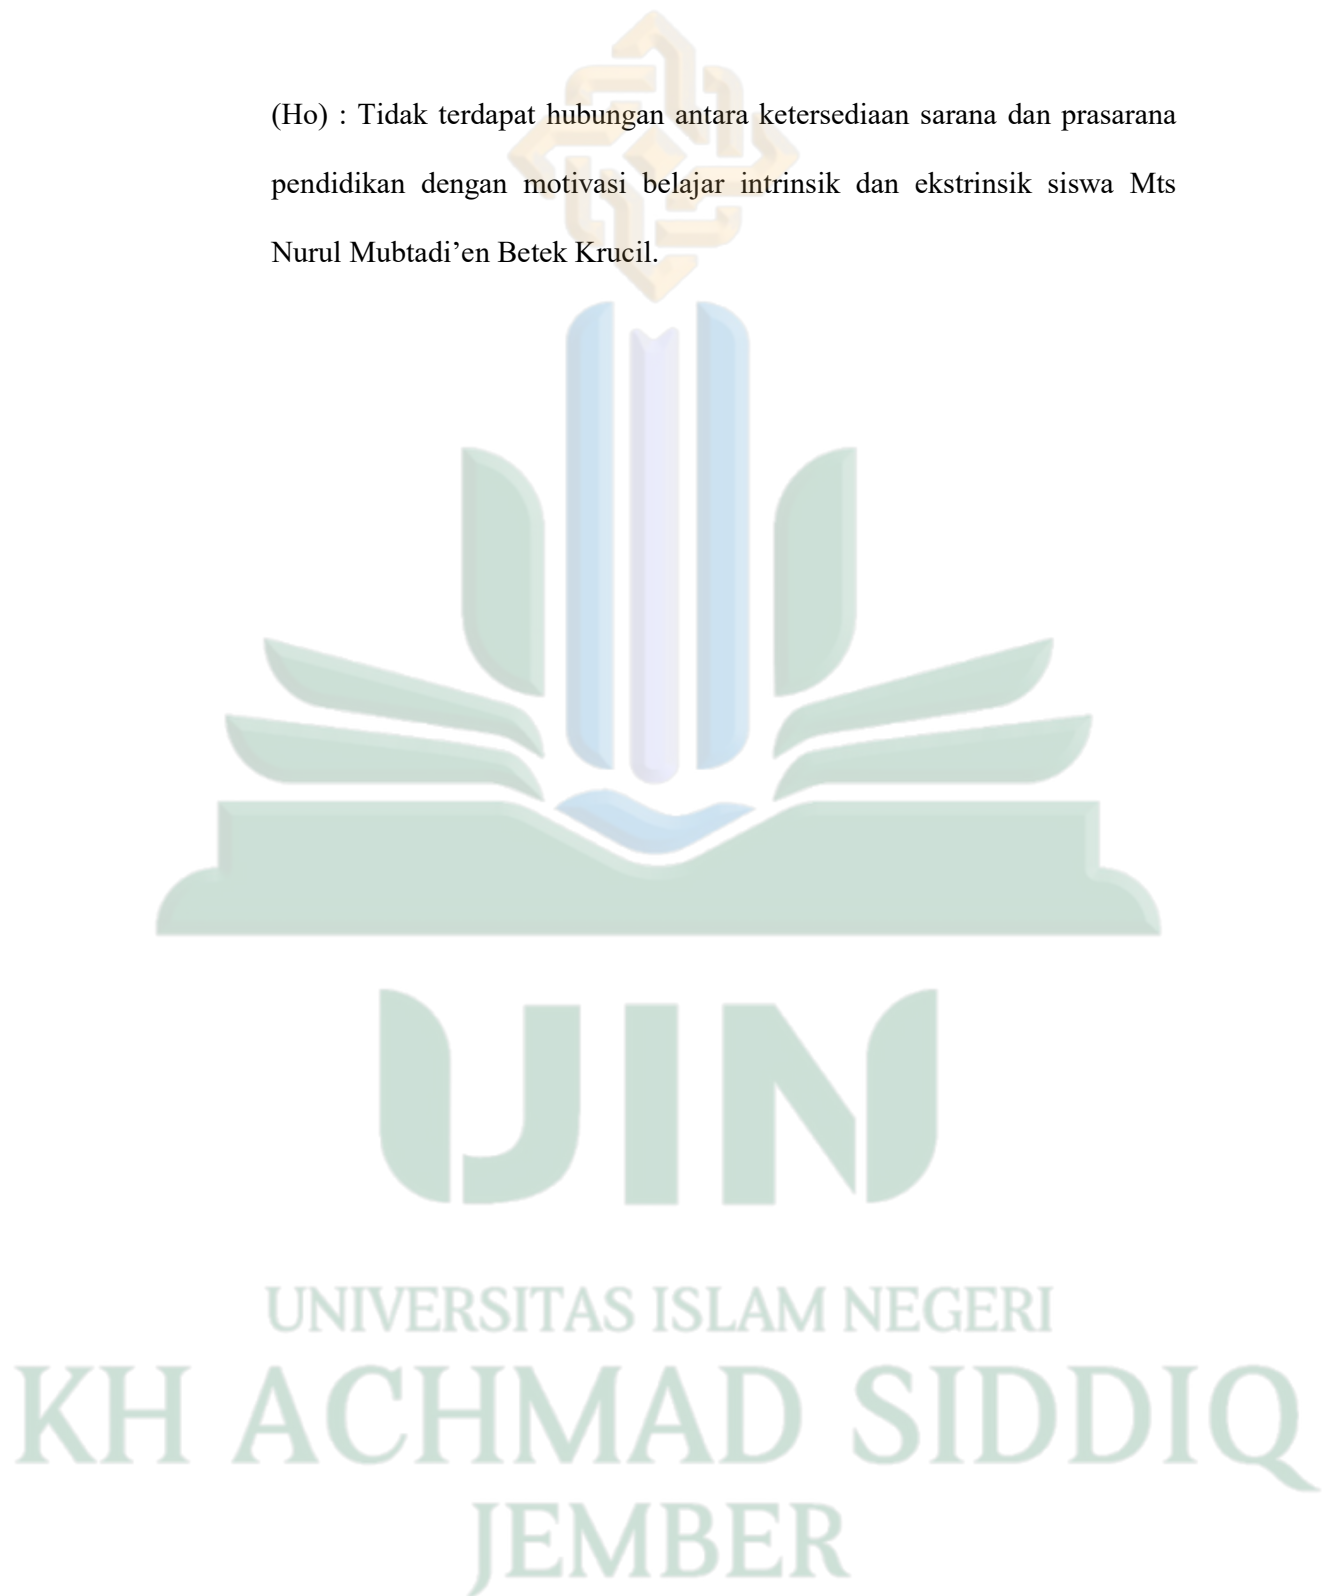 (Ho) : Tidak terdapat hubungan antara ketersediaan sarana dan prasarana
pendidikan dengan motivasi belajar intrinsik dan ekstrinsik siswa Mts
Nurul Mubtadi’en Betek Krucil.
UIN
UNIVERSITAS ISLAM NEGERI
KH ACHMAD SIDDIQ
JEMBER